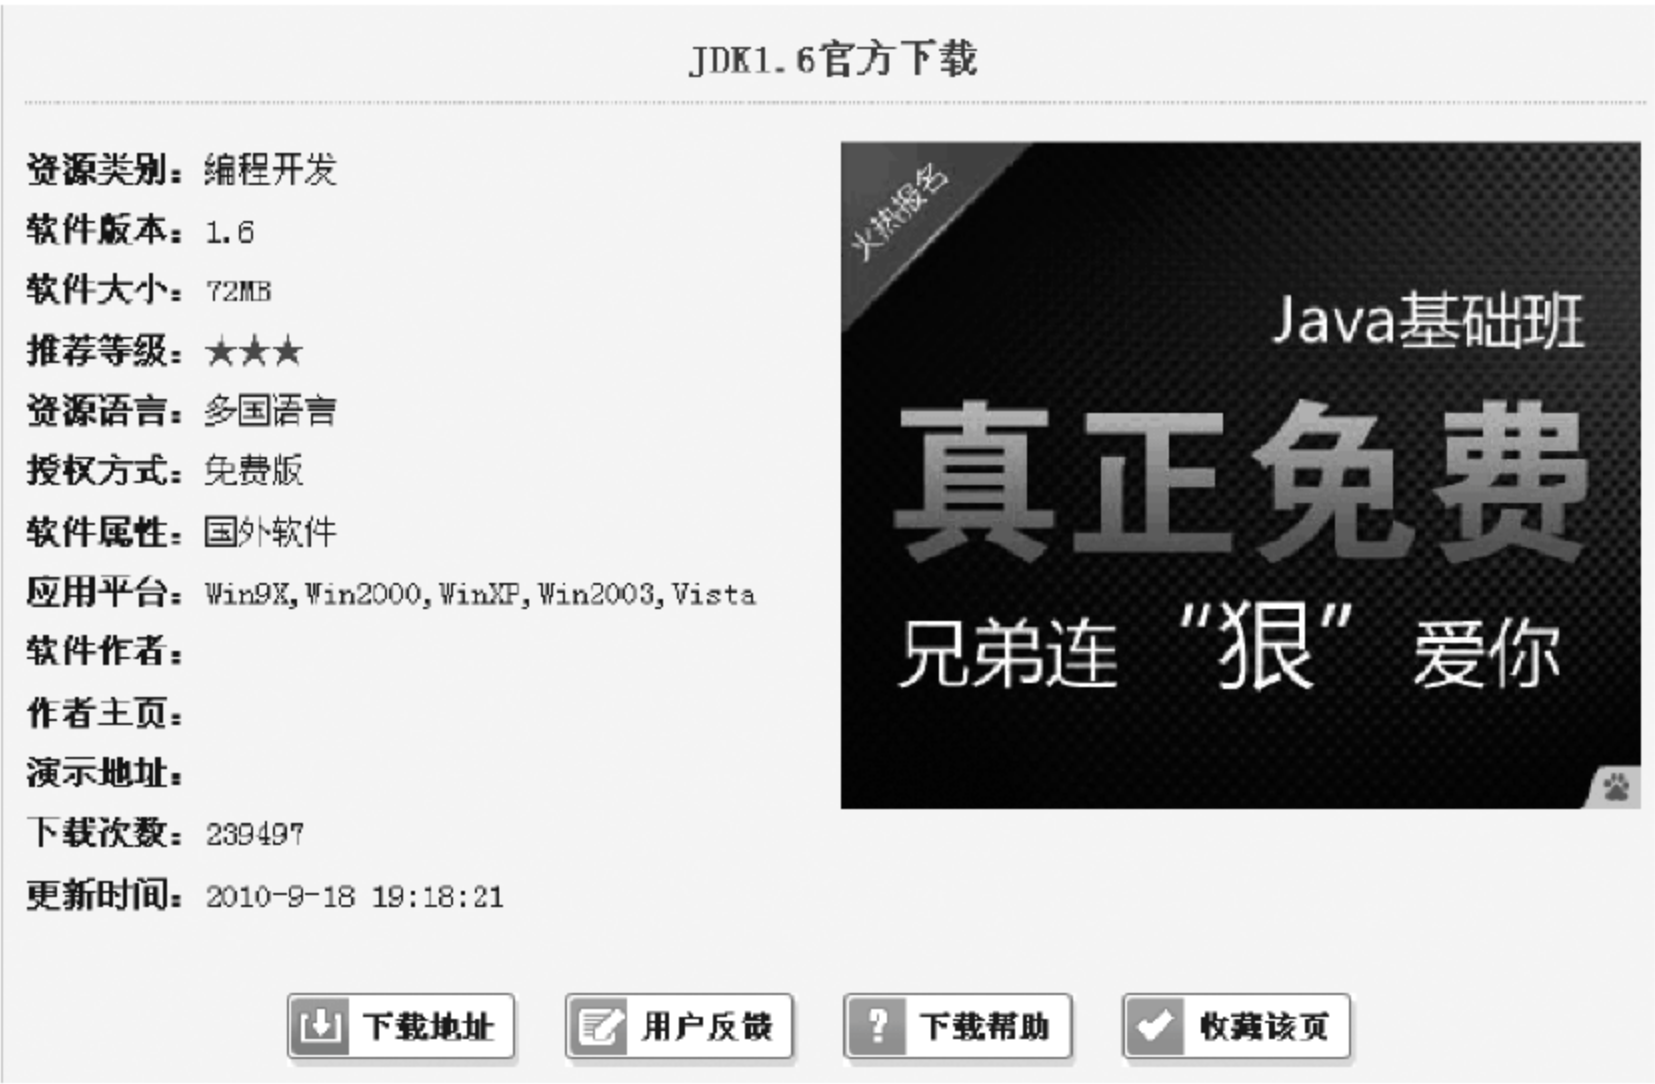 JDK1.6官方下载
资源类别：编程开发
软件版本：1.6
软件大小：72MB
推荐等级：★★★
资源语言：多国语言
授权方式：免费版
软件属性：国外软件
应用平台：Win9X,Win2000,WinXP,Win2003,Vista
软件作者：
作者主页：
演示地址：
下载次数：239497
更新时间：2010-9-18 19:18:21
火热报名
Java基础班
真正免费
兄弟连“狠”爱你
下载地址
用户反馈
?
下载帮助
收藏该页